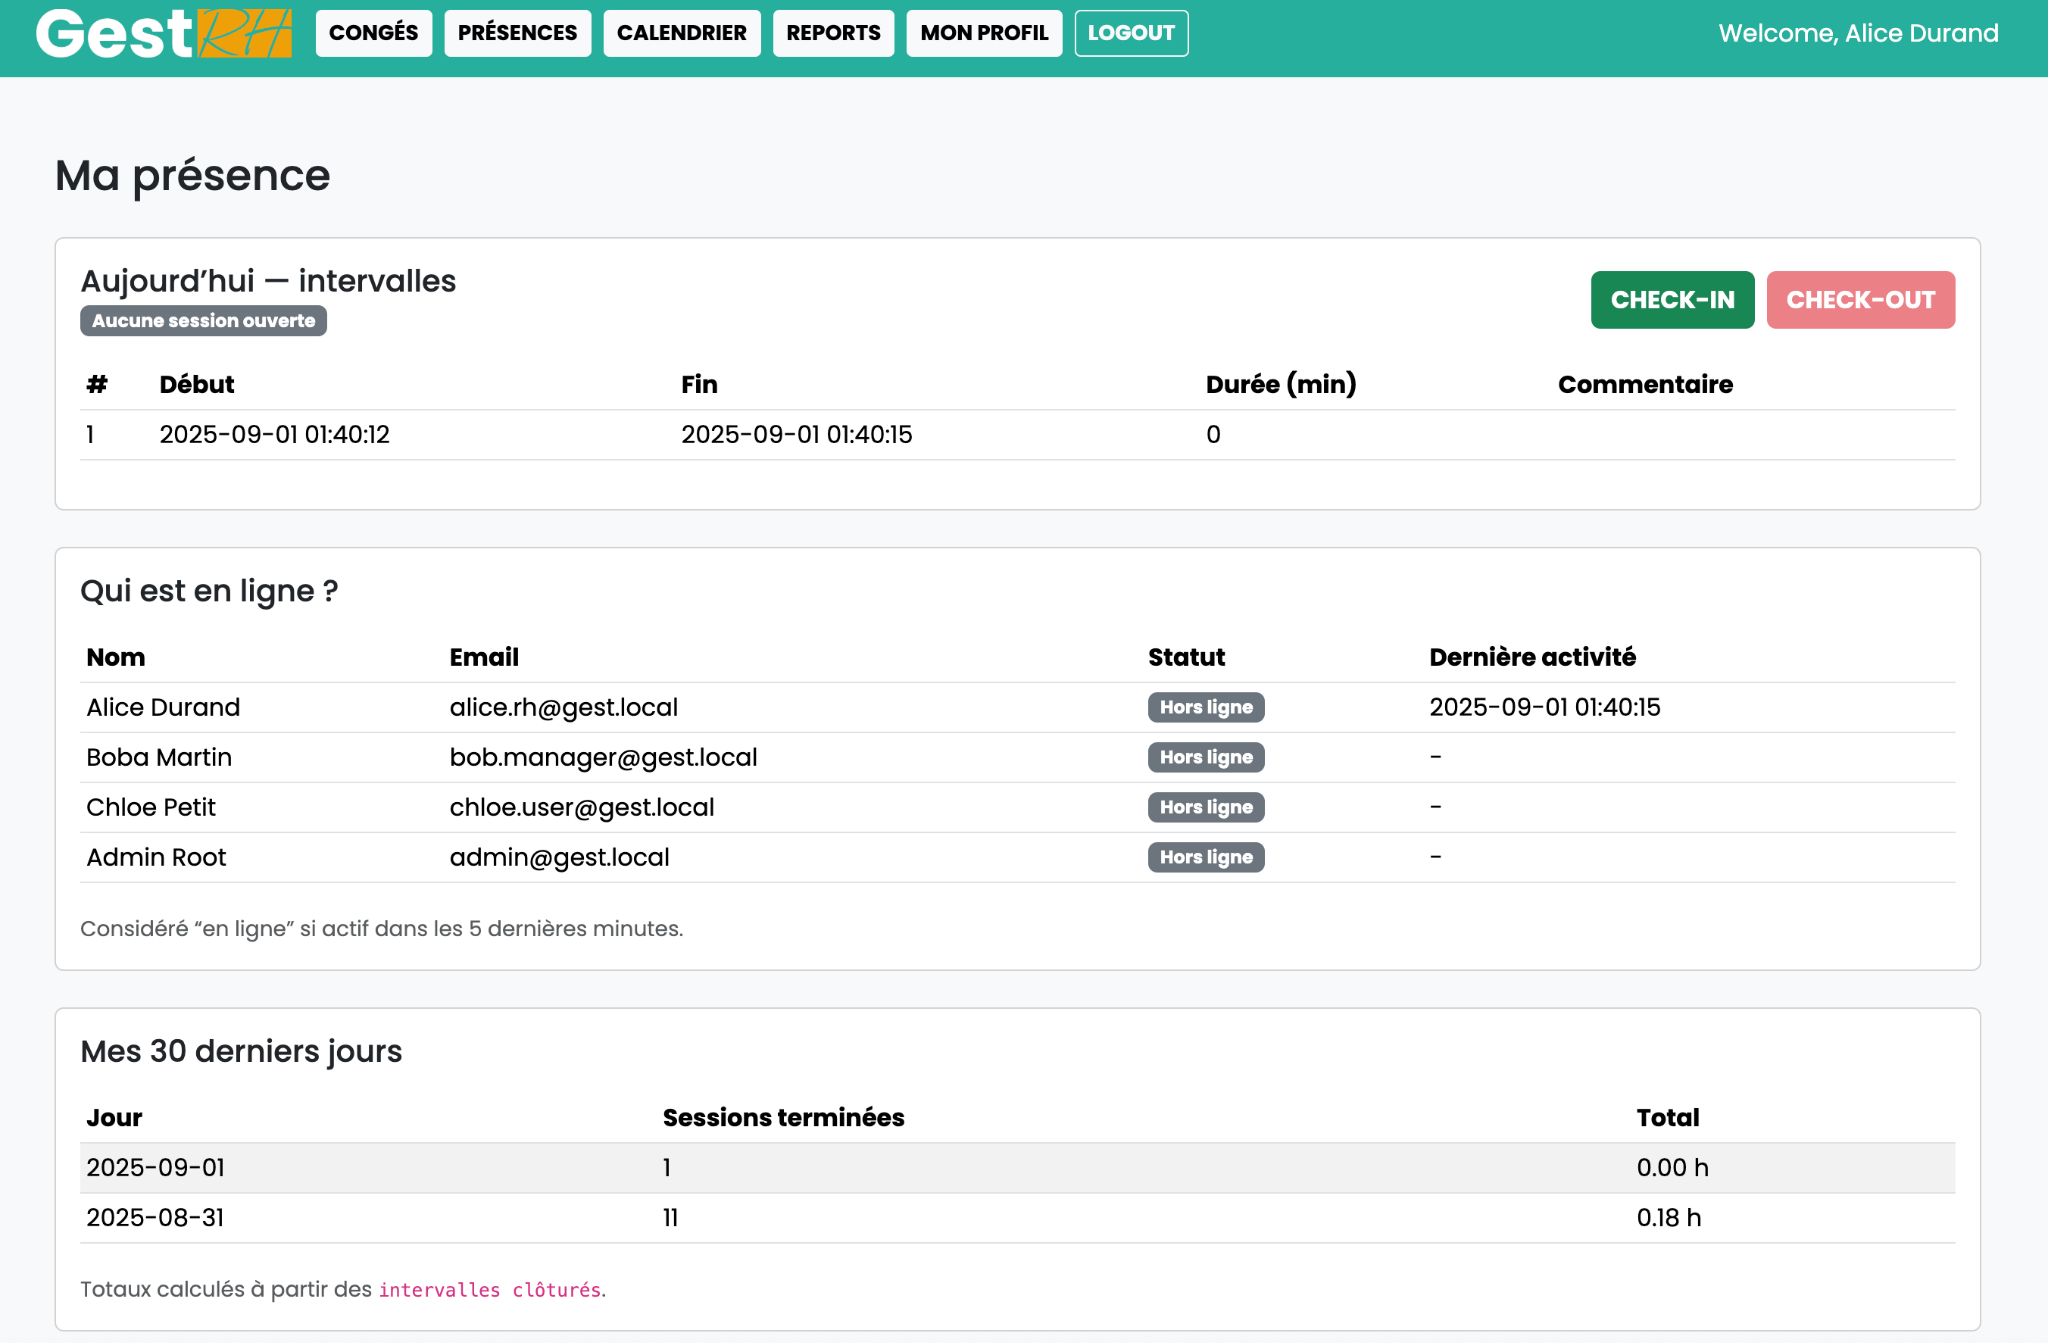 GestRH CONGÉS PRÉSENCES CALENDRIER REPORTS MON PROFIL LOGOUT Welcome, Alice Durand
Ma présence
Aujourd’hui — intervalles
Aucune session ouverte
CHECK-IN CHECK-OUT
# Début Fin Durée (min) Commentaire
1 2025-09-01 01:40:12 2025-09-01 01:40:15 0
Qui est en ligne ?
Nom Email Statut Dernière activité
Alice Durand alice.rh@gest.local Hors ligne 2025-09-01 01:40:15
Boba Martin bob.manager@gest.local Hors ligne -
Chloe Petit chloe.user@gest.local Hors ligne -
Admin Root admin@gest.local Hors ligne -
Considéré “en ligne” si actif dans les 5 dernières minutes.
Mes 30 derniers jours
Jour Sessions terminées Total
2025-09-01 1 0.00 h
2025-08-31 11 0.18 h
Totaux calculés à partir des intervalles clôturés.